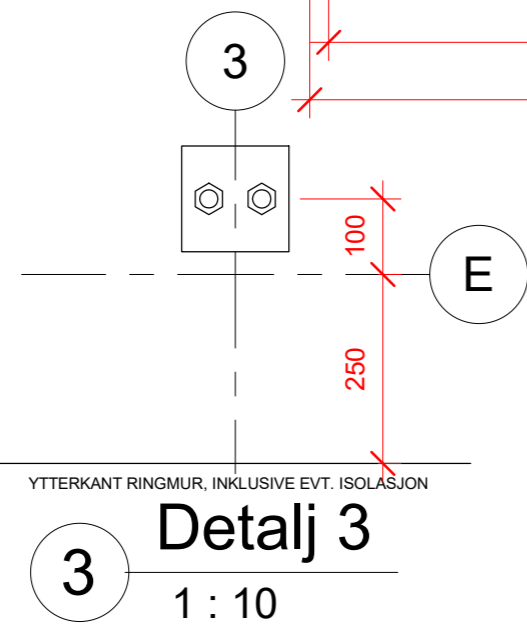 3
100
E
250
YTTERKANT RINGMUR, INKLUSIVE EVT. ISOLASJON
Detalj 3
3
1 : 10